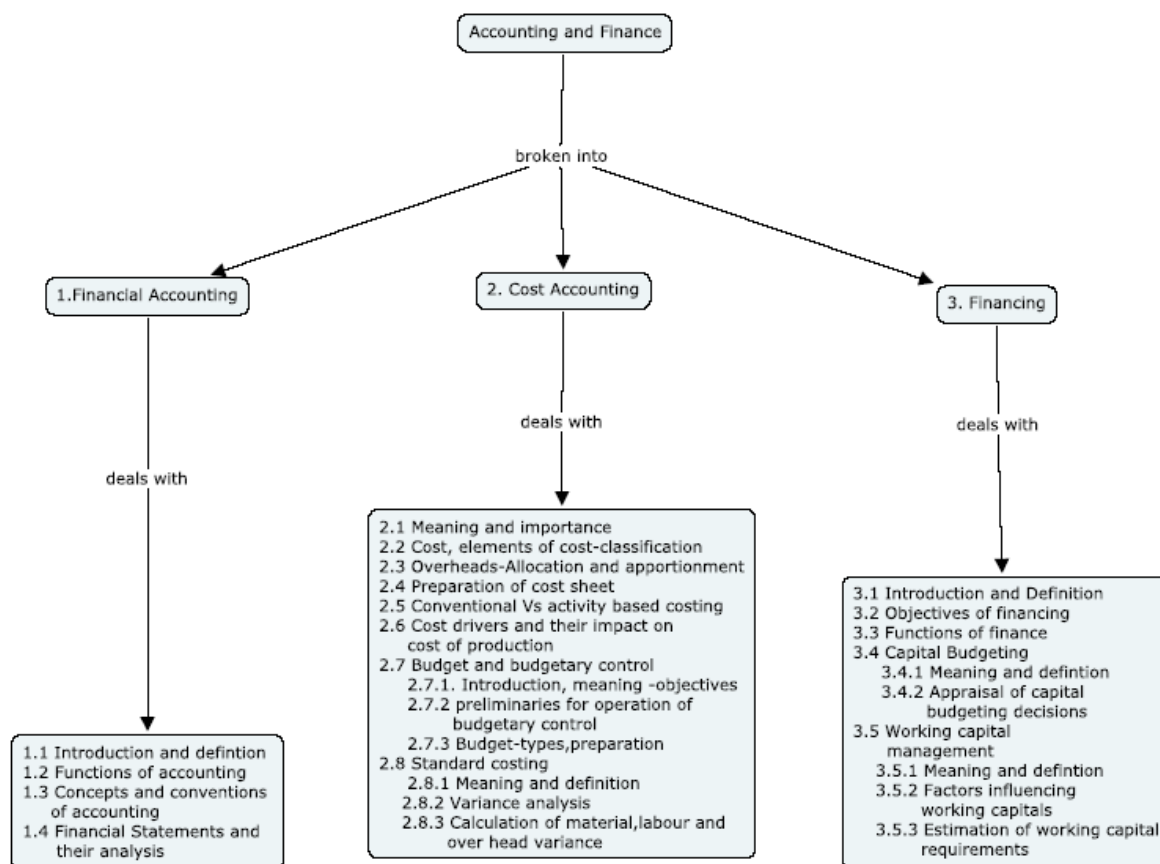 Accounting and Finance
broken into
1.Financial Accounting
2. Cost Accounting
3. Financing
deals with
deals with
deals with
1.1 Introduction and defintion
1.2 Functions of accounting
1.3 Concepts and conventions
of accounting
1.4 Financial Statements and
their analysis
2.1 Meaning and importance
2.2 Cost, elements of cost-classification
2.3 Overheads-Allocation and apportionment
2.4 Preparation of cost sheet
2.5 Conventional Vs activity based costing
2.6 Cost drivers and their impact on
cost of production
2.7 Budget and budgetary control
2.7.1. Introduction, meaning -objectives
2.7.2 preliminaries for operation of
budgetary control
2.7.3 Budget-types,preparation
2.8 Standard costing
2.8.1 Meaning and definition
2.8.2 Variance analysis
2.8.3 Calculation of material,labour and
over head variance
3.1 Introduction and Definition
3.2 Objectives of financing
3.3 Functions of finance
3.4 Capital Budgeting
3.4.1 Meaning and defintion
3.4.2 Appraisal of capital
budgeting decisions
3.5 Working capital
management
3.5.1 Meaning and defintion
3.5.2 Factors influencing
working capitals
3.5.3 Estimation of working capital
requirements